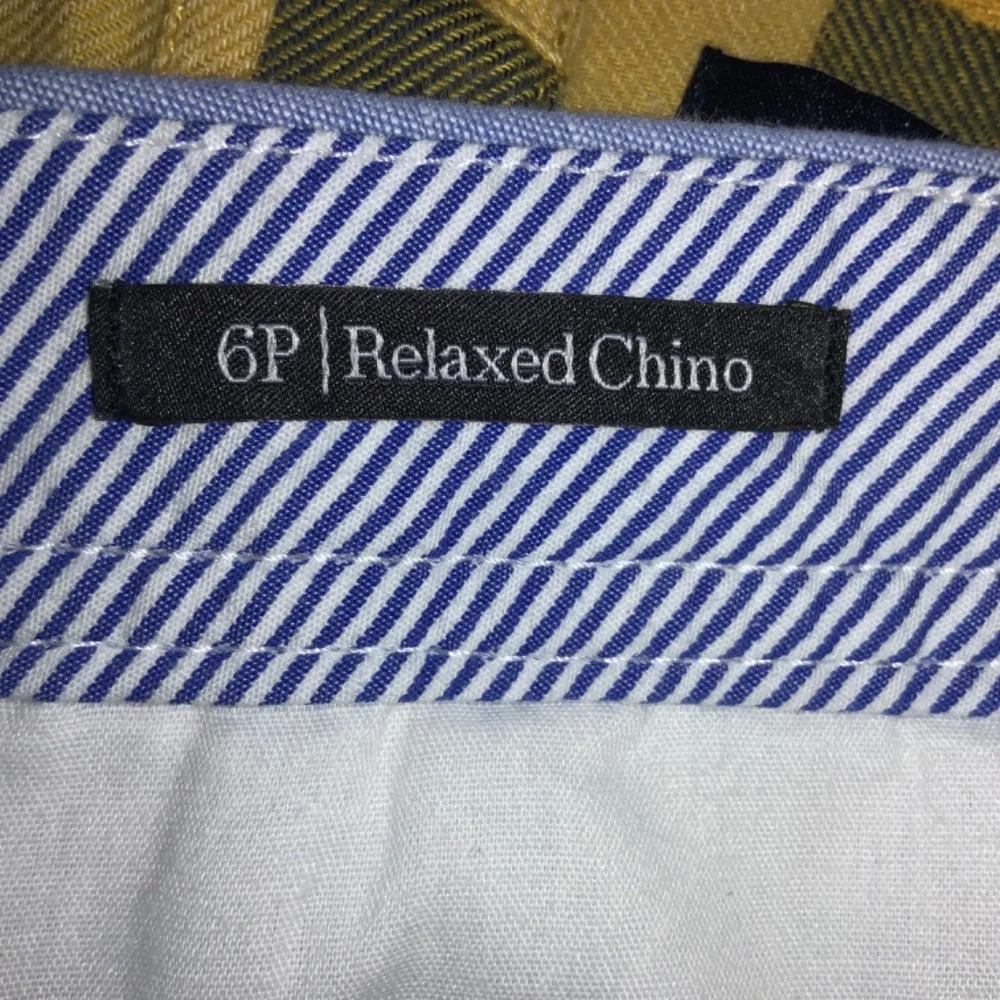 6P | Relaxed Chino